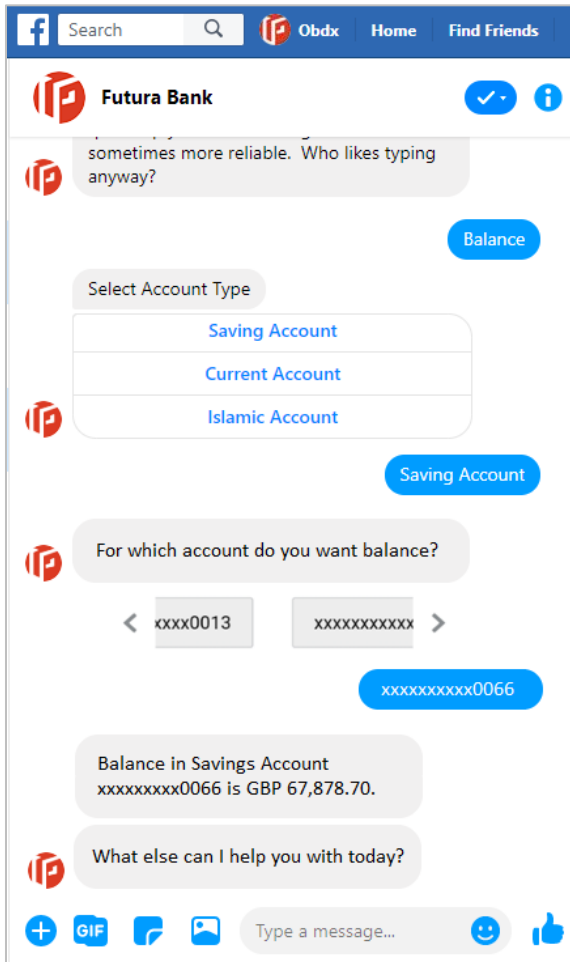 Search
Obdx
Home
Find Friends
Futura Bank
sometimes more reliable. Who likes typing
anyway?
Balance
Select Account Type
Saving Account
Current Account
Islamic Account
Saving Account
For which account do you want balance?
xxxx0013
xxxxxxxxxxx
xxxxxxxxxx0066
Balance in Savings Account
xxxxxxxxx0066 is GBP 67,878.70.
What else can I help you with today?
GIF
Type a message...